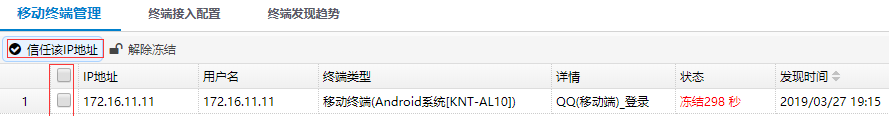 移动终端管理 终端接入配置 终端发现趋势
信任该IP地址 解除冻结
IP地址 用户名 终端类型 详情 状态 发现时间
1 172.16.11.11 172.16.11.11 移动终端(Android系统[KNT-AL10]) QQ(移动端)_登录 冻结298 秒 2019/03/27 19:15